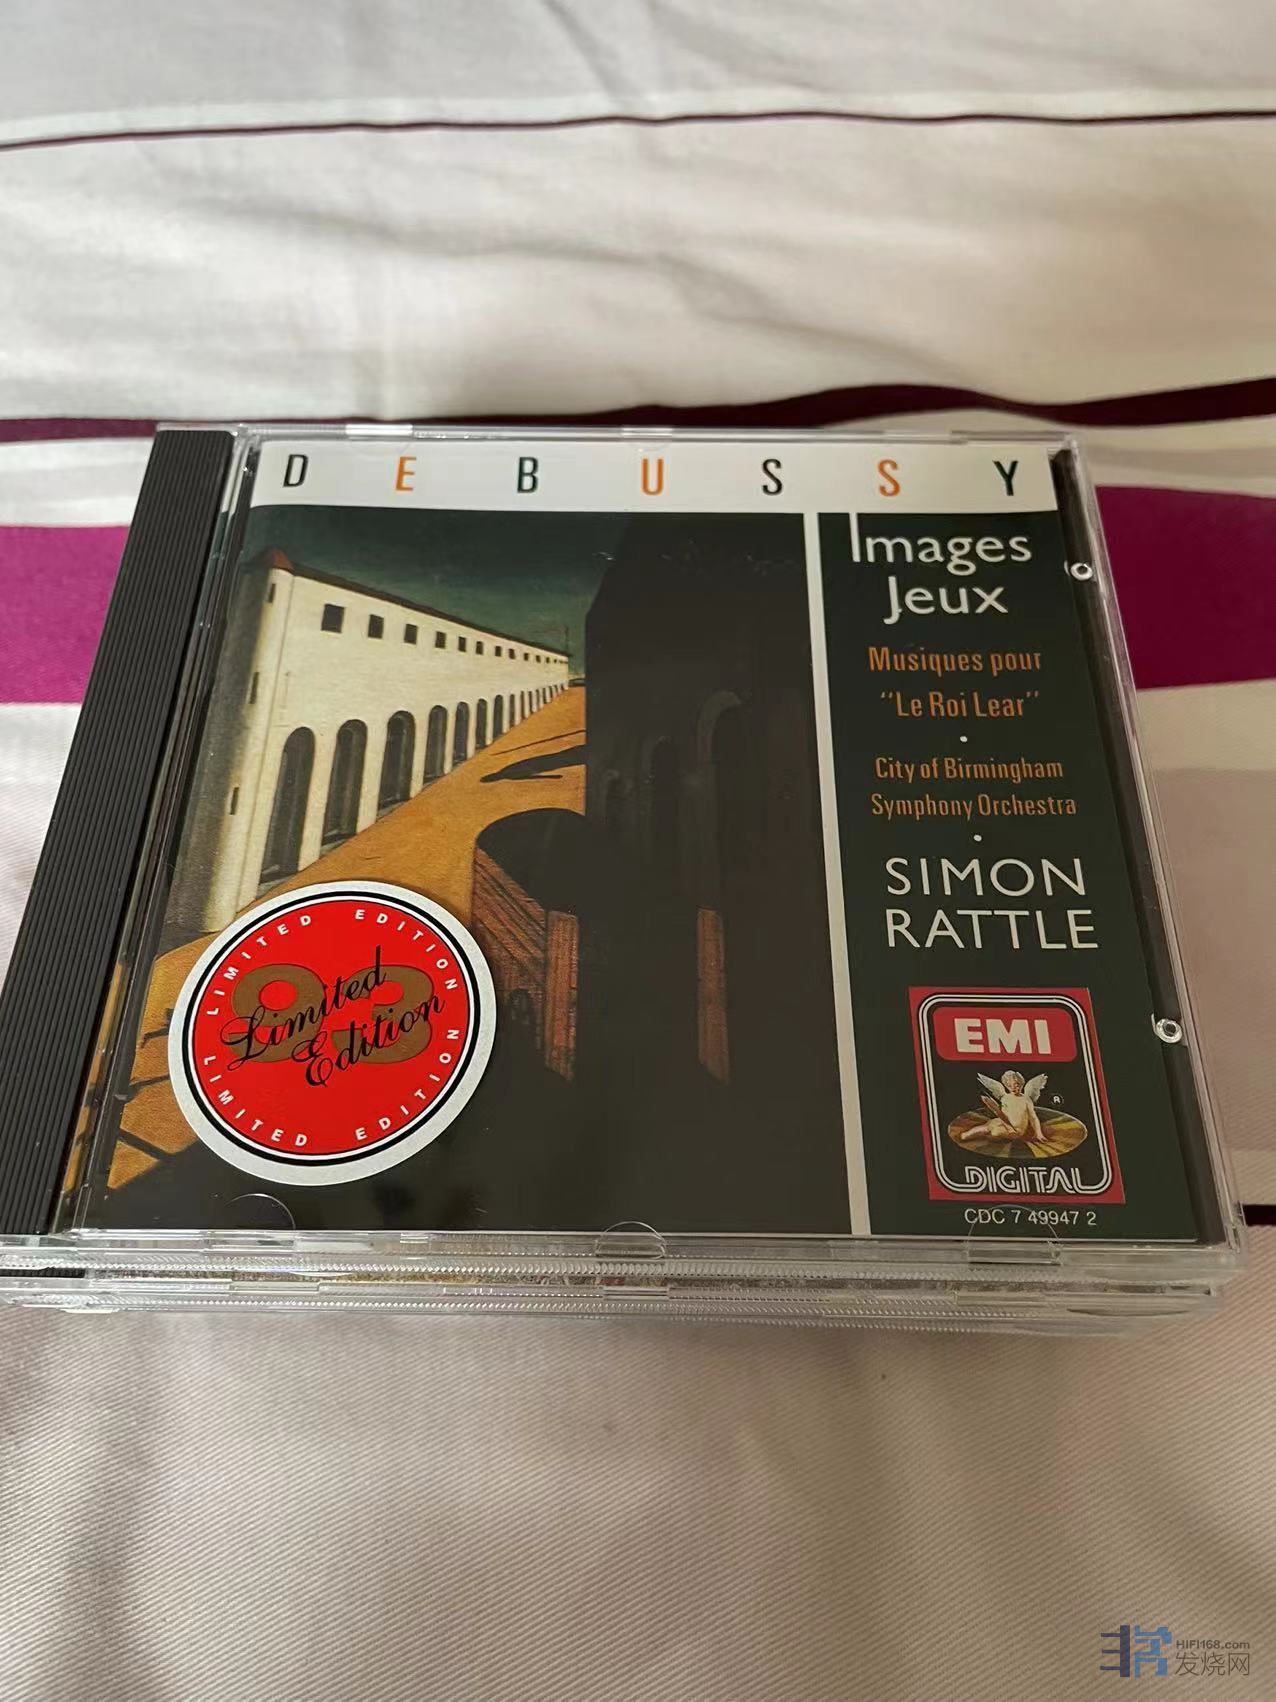 DEBUSSY
Images
Jeux
Musiques pour
"Le Roi Lear"
City of Birmingham
Symphony Orchestra
SIMON
RATTLE
EMI
®
DIGITAL
CDC 7 49947 2
LIMITED EDITION
93
Limited
Edition
LIMITED EDITION
HIFI168.com
发烧网